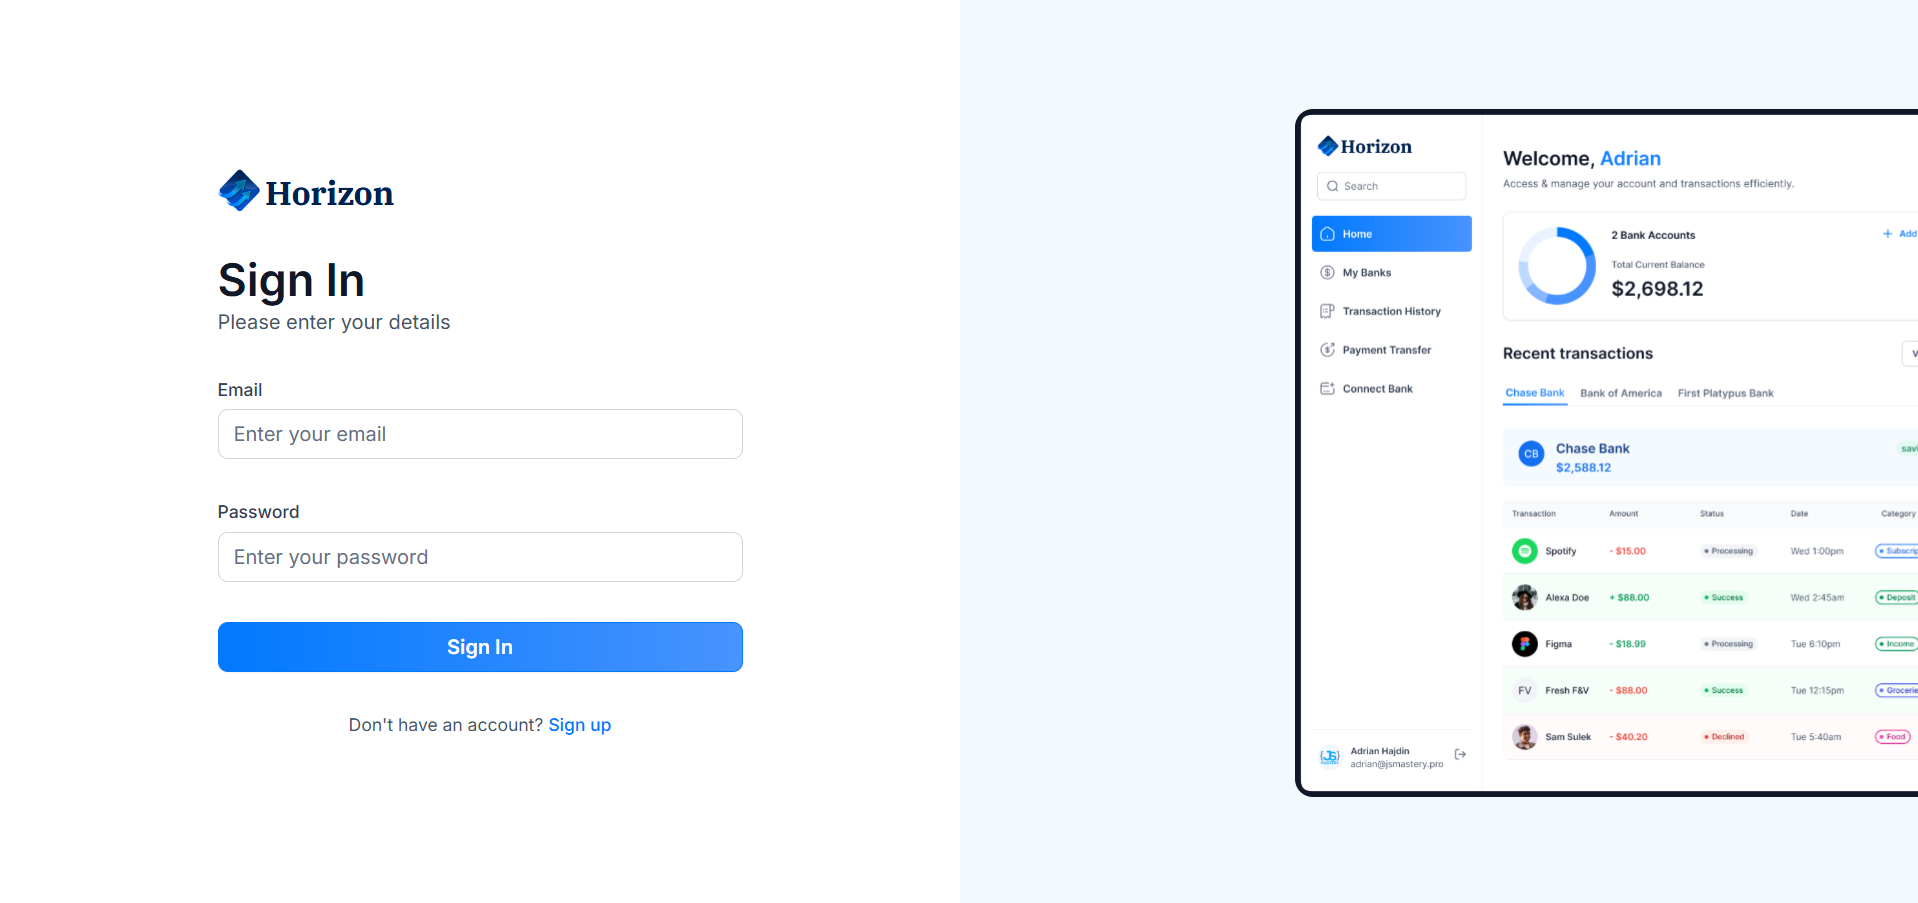 Horizon
Sign In
Please enter your details
Email
Enter your email
Password
Enter your password
Sign In
Don't have an account? Sign up
Horizon
Search
Home
My Banks
Transaction History
Payment Transfer
Connect Bank
Adrian Hajdin
adrian@jsmastery.pro
Welcome, Adrian
Access & manage your account and transactions efficiently.
2 Bank Accounts
+ Add
Total Current Balance
$2,698.12
Recent transactions
V
Chase Bank Bank of America First Platypus Bank
CB
Chase Bank
savi
$2,588.12
Transaction Amount Status Date Category
Spotify - $15.00 Processing Wed 1:00pm Subscrip
Alexa Doe + $88.00 Success Wed 2:45am Deposit
Figma - $18.99 Processing Tue 6:10pm Income
FV Fresh F&V - $88.00 Success Tue 12:15pm Grocerie
Sam Sulek - $40.20 Declined Tue 5:40am Food